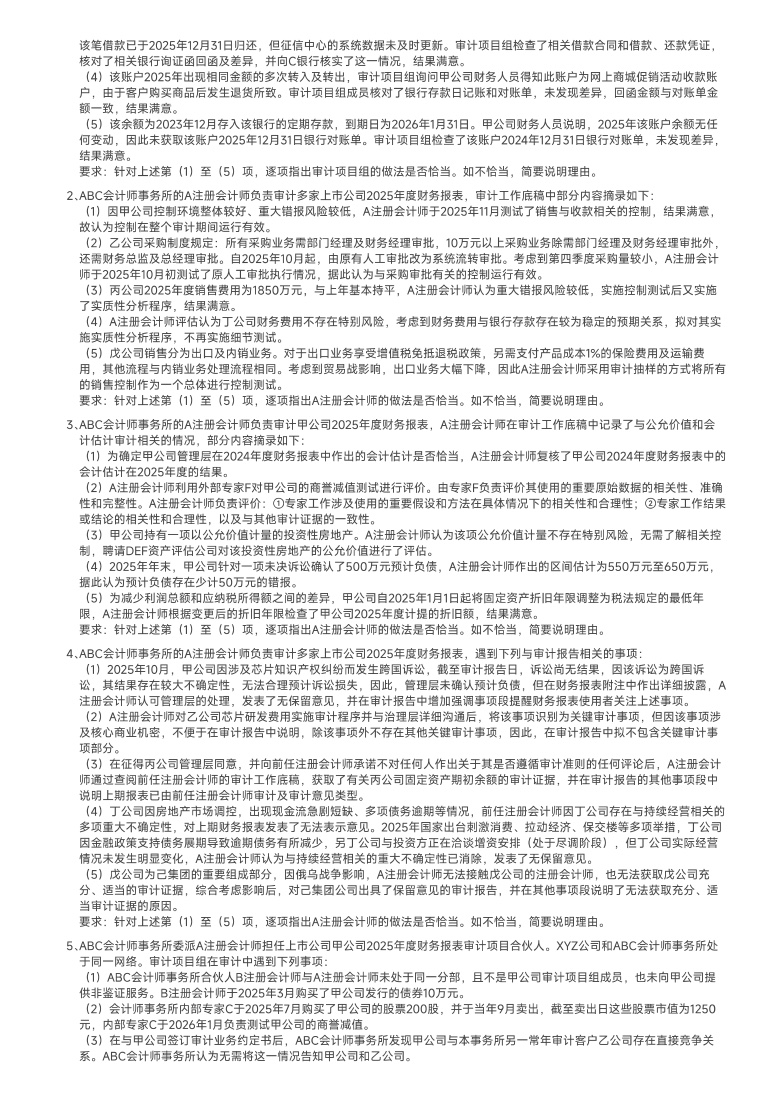 该笔借款已于2025年12月31日归还，但征信中心的系统数据未及时更新。审计项目组检查了相关借款合同和借款、还款凭证，
核对了相关银行询证函回函及差异，并向C银行核实了这一情况，结果满意。
（4）该账户2025年出现相同金额的多次转入及转出，审计项目组询问甲公司财务人员得知此账户为网上商城促销活动收款账
户，由于客户购买商品后发生退货所致。审计项目组成员核对了银行存款日记账和对账单，未发现差异，回函金额与对账单金
额一致，结果满意。
（5）该余额为2023年12月存入该银行的定期存款，到期日为2026年1月31日。甲公司财务人员说明，2025年该账户余额无任
何变动，因此未获取该账户2025年12月31日银行对账单。审计项目组检查了该账户2024年12月31日银行对账单，未发现差异，
结果满意。
要求：针对上述第（1）至（5）项，逐项指出审计项目组的做法是否恰当。如不恰当，简要说明理由。
2、ABC会计师事务所的A注册会计师负责审计多家上市公司2025年度财务报表，审计工作底稿中部分内容摘录如下：
（1）因甲公司控制环境整体较好、重大错报风险较低，A注册会计师于2025年11月测试了销售与收款相关的控制，结果满意，
故认为控制在整个审计期间运行有效。
（2）乙公司采购制度规定：所有采购业务需部门经理及财务经理审批，10万元以上采购业务除需部门经理及财务经理审批外，
还需财务总监及总经理审批。自2025年10月起，由原有人工审批改为系统流转审批。考虑到第四季度采购量较小，A注册会计
师于2025年10月初测试了原人工审批执行情况，据此认为与采购审批有关的控制运行有效。
（3）丙公司2025年度销售费用为1850万元，与上年基本持平，A注册会计师认为重大错报风险较低，实施控制测试后又实施
了实质性分析程序，结果满意。
（4）A注册会计师评估认为丁公司财务费用不存在特别风险，考虑到财务费用与银行存款存在较为稳定的预期关系，拟对其实
施实质性分析程序，不再实施细节测试。
（5）戊公司销售分为出口及内销业务。对于出口业务享受增值税免抵退税政策，另需支付产品成本1%的保险费用及运输费
用，其他流程与内销业务处理流程相同。考虑到贸易战影响，出口业务大幅下降，因此A注册会计师采用审计抽样的方式将所有
的销售控制作为一个总体进行控制测试。
要求：针对上述第（1）至（5）项，逐项指出A注册会计师的做法是否恰当。如不恰当，简要说明理由。
3、ABC会计师事务所的A注册会计师负责审计甲公司2025年度财务报表，A注册会计师在审计工作底稿中记录了与公允价值和会
计估计审计相关的情况，部分内容摘录如下：
（1）为确定甲公司管理层在2024年度财务报表中作出的会计估计是否恰当，A注册会计师复核了甲公司2024年度财务报表中的
会计估计在2025年度的结果。
（2）A注册会计师利用外部专家F对甲公司的商誉减值测试进行评价。由专家F负责评价其使用的重要原始数据的相关性、准确
性和完整性。A注册会计师负责评价：①专家工作涉及使用的重要假设和方法在具体情况下的相关性和合理性；②专家工作结果
或结论的相关性和合理性，以及与其他审计证据的一致性。
（3）甲公司持有一项以公允价值计量的投资性房地产。A注册会计师认为该项公允价值计量不存在特别风险，无需了解相关控
制，聘请DEF资产评估公司对该投资性房地产的公允价值进行了评估。
（4）2025年年末，甲公司针对一项未决诉讼确认了500万元预计负债，A注册会计师作出的区间估计为550万元至650万元，
据此认为预计负债存在少计50万元的错报。
（5）为减少利润总额和应纳税所得额之间的差异，甲公司自2025年1月1日起将固定资产折旧年限调整为税法规定的最低年
限，A注册会计师根据变更后的折旧年限检查了甲公司2025年度计提的折旧额，结果满意。
要求：针对上述第（1）至（5）项，逐项指出A注册会计师的做法是否恰当。如不恰当，简要说明理由。
4、ABC会计师事务所的A注册会计师负责审计多家上市公司2025年度财务报表，遇到下列与审计报告相关的事项：
（1）2025年10月，甲公司因涉及芯片知识产权纠纷而发生跨国诉讼，截至审计报告日，诉讼尚无结果，因该诉讼为跨国诉
讼，其结果存在较大不确定性，无法合理预计诉讼损失，因此，管理层未确认预计负债，但在财务报表附注中作出详细披露，A
注册会计师认可管理层的处理，发表了无保留意见，并在审计报告中增加强调事项段提醒财务报表使用者关注上述事项。
（2）A注册会计师对乙公司芯片研发费用实施审计程序并与治理层详细沟通后，将该事项识别为关键审计事项，但因该事项涉
及核心商业机密，不便于在审计报告中说明，除该事项外不存在其他关键审计事项，因此，在审计报告中拟不包含关键审计事
项部分。
（3）在征得丙公司管理层同意，并向前任注册会计师承诺不对任何人作出关于其是否遵循审计准则的任何评论后，A注册会计
师通过查阅前任注册会计师的审计工作底稿，获取了有关丙公司固定资产期初余额的审计证据，并在审计报告的其他事项段中
说明上期报表已由前任注册会计师审计及审计意见类型。
（4）丁公司因房地产市场调控，出现现金流急剧短缺、多项债务逾期等情况，前任注册会计师因丁公司存在与持续经营相关的
多项重大不确定性，对上期财务报表发表了无法表示意见。2025年国家出台刺激消费、拉动经济、保交楼等多项举措，丁公司
因金融政策支持债务展期导致逾期债务有所减少，另丁公司与投资方正在洽谈增资安排（处于尽调阶段），但丁公司实际经营
情况未发生明显变化，A注册会计师认为与持续经营相关的重大不确定性已消除，发表了无保留意见。
（5）戊公司为己集团的重要组成部分，因俄乌战争影响，A注册会计师无法接触戊公司的注册会计师，也无法获取戊公司充
分、适当的审计证据，综合考虑影响后，对己集团公司出具了保留意见的审计报告，并在其他事项段说明了无法获取充分、适
当审计证据的原因。
要求：针对上述第（1）至（5）项，逐项指出A注册会计师的做法是否恰当。如不恰当，简要说明理由。
5、ABC会计师事务所委派A注册会计师担任上市公司甲公司2025年度财务报表审计项目合伙人。XYZ公司和ABC会计师事务所处
于同一网络。审计项目组在审计中遇到下列事项：
（1）ABC会计师事务所合伙人B注册会计师与A注册会计师未处于同一分部，且不是甲公司审计项目组成员，也未向甲公司提
供非鉴证服务。B注册会计师于2025年3月购买了甲公司发行的债券10万元。
（2）会计师事务所内部专家C于2025年7月购买了甲公司的股票200股，并于当年9月卖出，截至卖出日这些股票市值为1250
元，内部专家C于2026年1月负责测试甲公司的商誉减值。
（3）在与甲公司签订审计业务约定书后，ABC会计师事务所发现甲公司与本事务所另一常年审计客户乙公司存在直接竞争关
系。ABC会计师事务所认为无需将这一情况告知甲公司和乙公司。